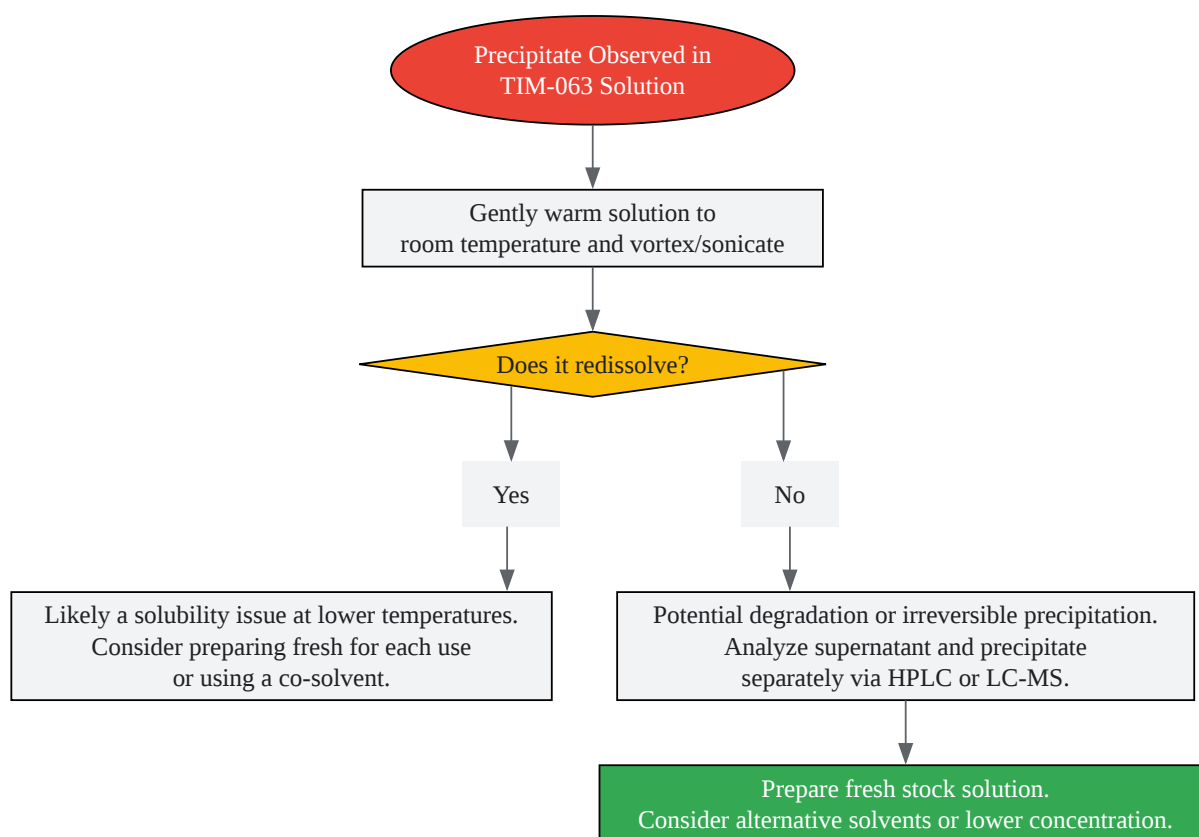 Precipitate Observed in
TIM-063 Solution
Gently warm solution to
room temperature and vortex/sonicate
Does it redissolve?
Yes
No
Likely a solubility issue at lower temperatures.
Consider preparing fresh for each use
or using a co-solvent.
Potential degradation or irreversible precipitation.
Analyze supernatant and precipitate
separately via HPLC or LC-MS.
Prepare fresh stock solution.
Consider alternative solvents or lower concentration.